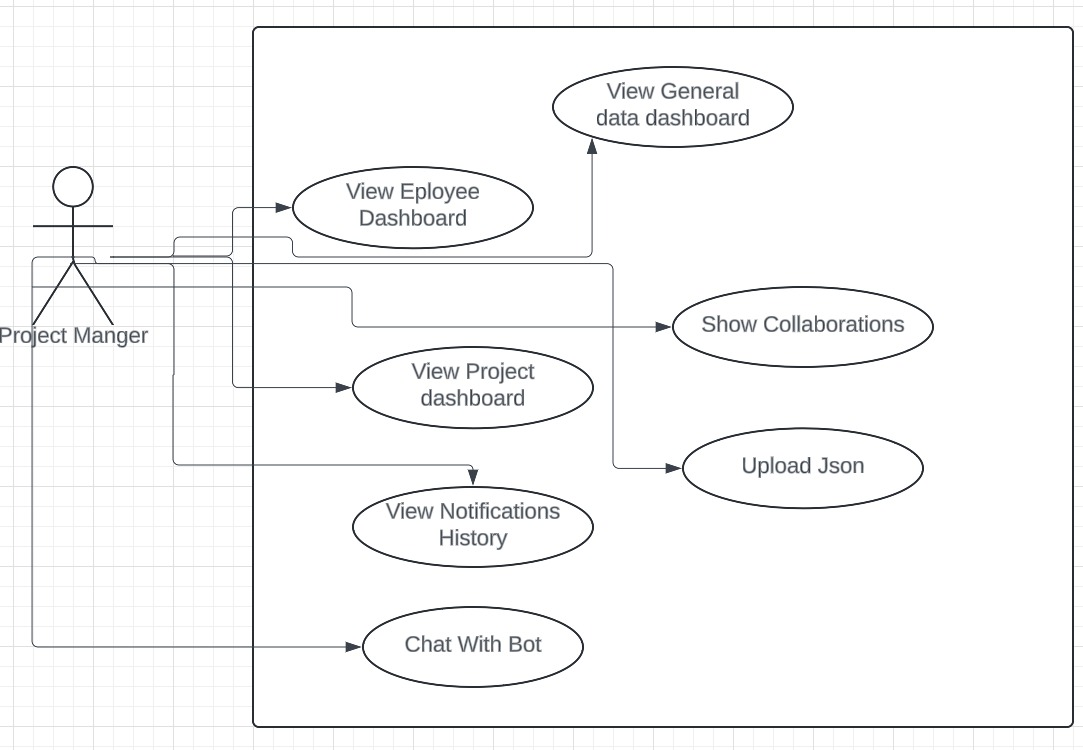 View General
data dashboard
View Eployee
Dashboard
Project Manger
Show Collaborations
View Project
dashboard
Upload Json
View Notifications
History
Chat With Bot